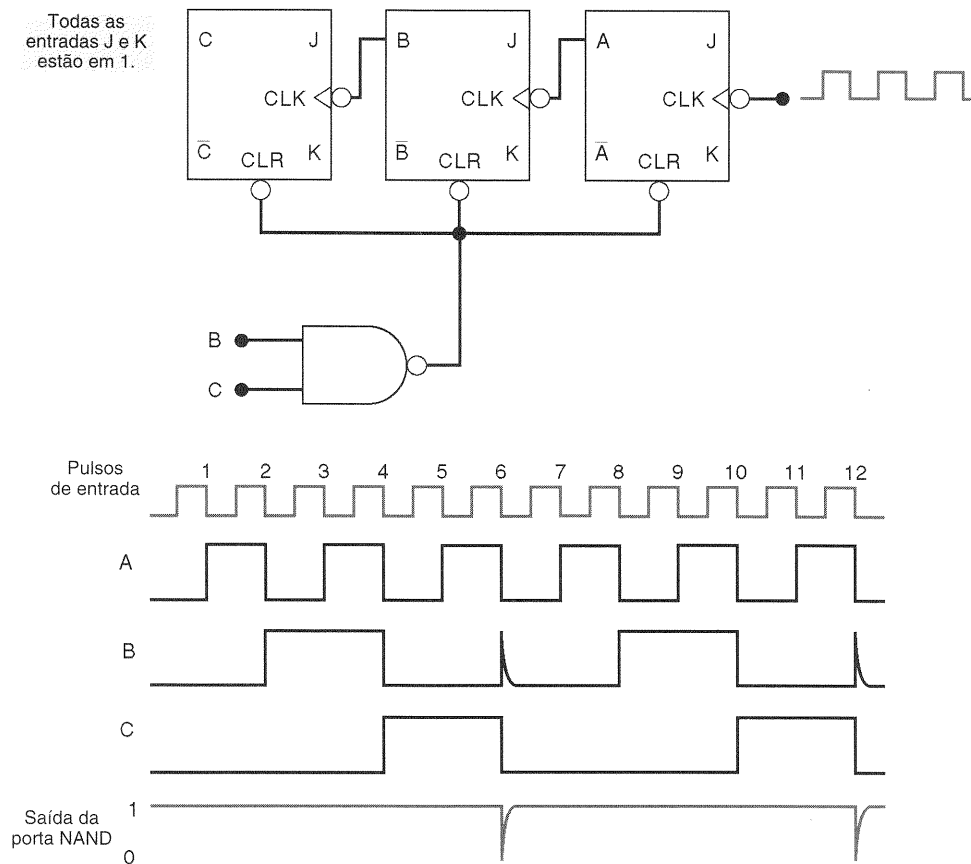 Todas as
entradas J e K
estão em 1.
C J B J A J
CLK CLK CLK
C̅ CLR K B̅ CLR K A̅ CLR K
B
C
Pulsos
de entrada
1 2 3 4 5 6 7 8 9 10 11 12
A
B
C
Saída da
porta NAND
1
0